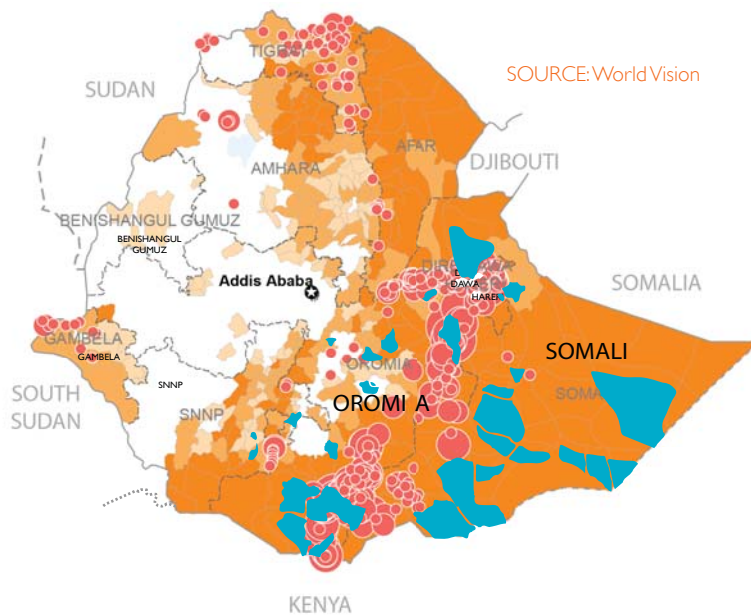 TIGRAY
SOURCE: World Vision
SUDAN
AFAR
AMHARA
DJIBOUTI
BENISHANGUL GUMUZ
BENISHANGUL
GUMUZ
DAWA
Addis Ababa
HARERI
SOMALIA
GAMBELA
GAMBELA
SOMALI
OROMIA
SNNP
SOUTH
SUDAN
SNNP
OROMI A
KENYA